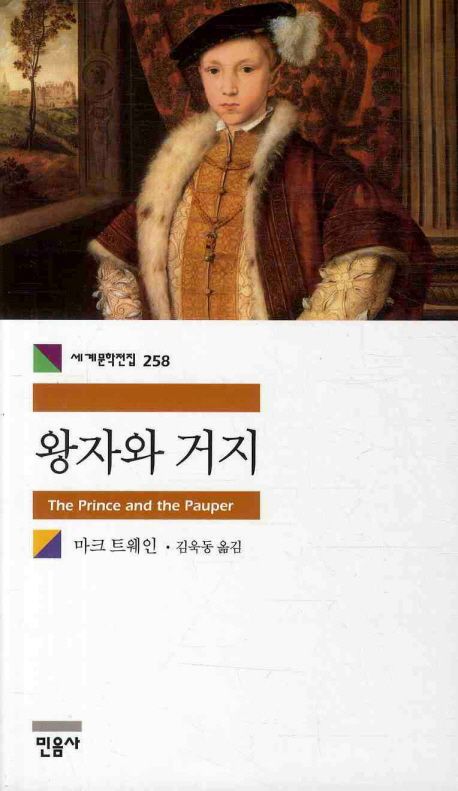 세계문학전집 258
왕자와 거지
The Prince and the Pauper
마크 트웨인 · 김욱동 옮김
민음사